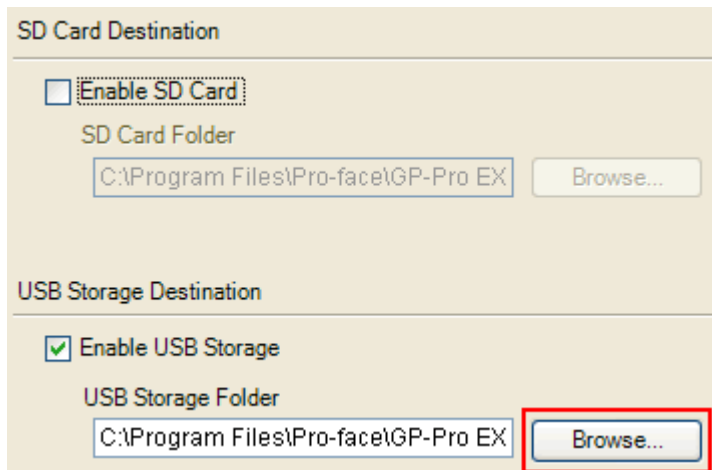 SD Card Destination
Enable SD Card
SD Card Folder
C:\Program Files\Pro-face\GP-Pro EX Browse...
USB Storage Destination
Enable USB Storage
USB Storage Folder
C:\Program Files\Pro-face\GP-Pro EX Browse...